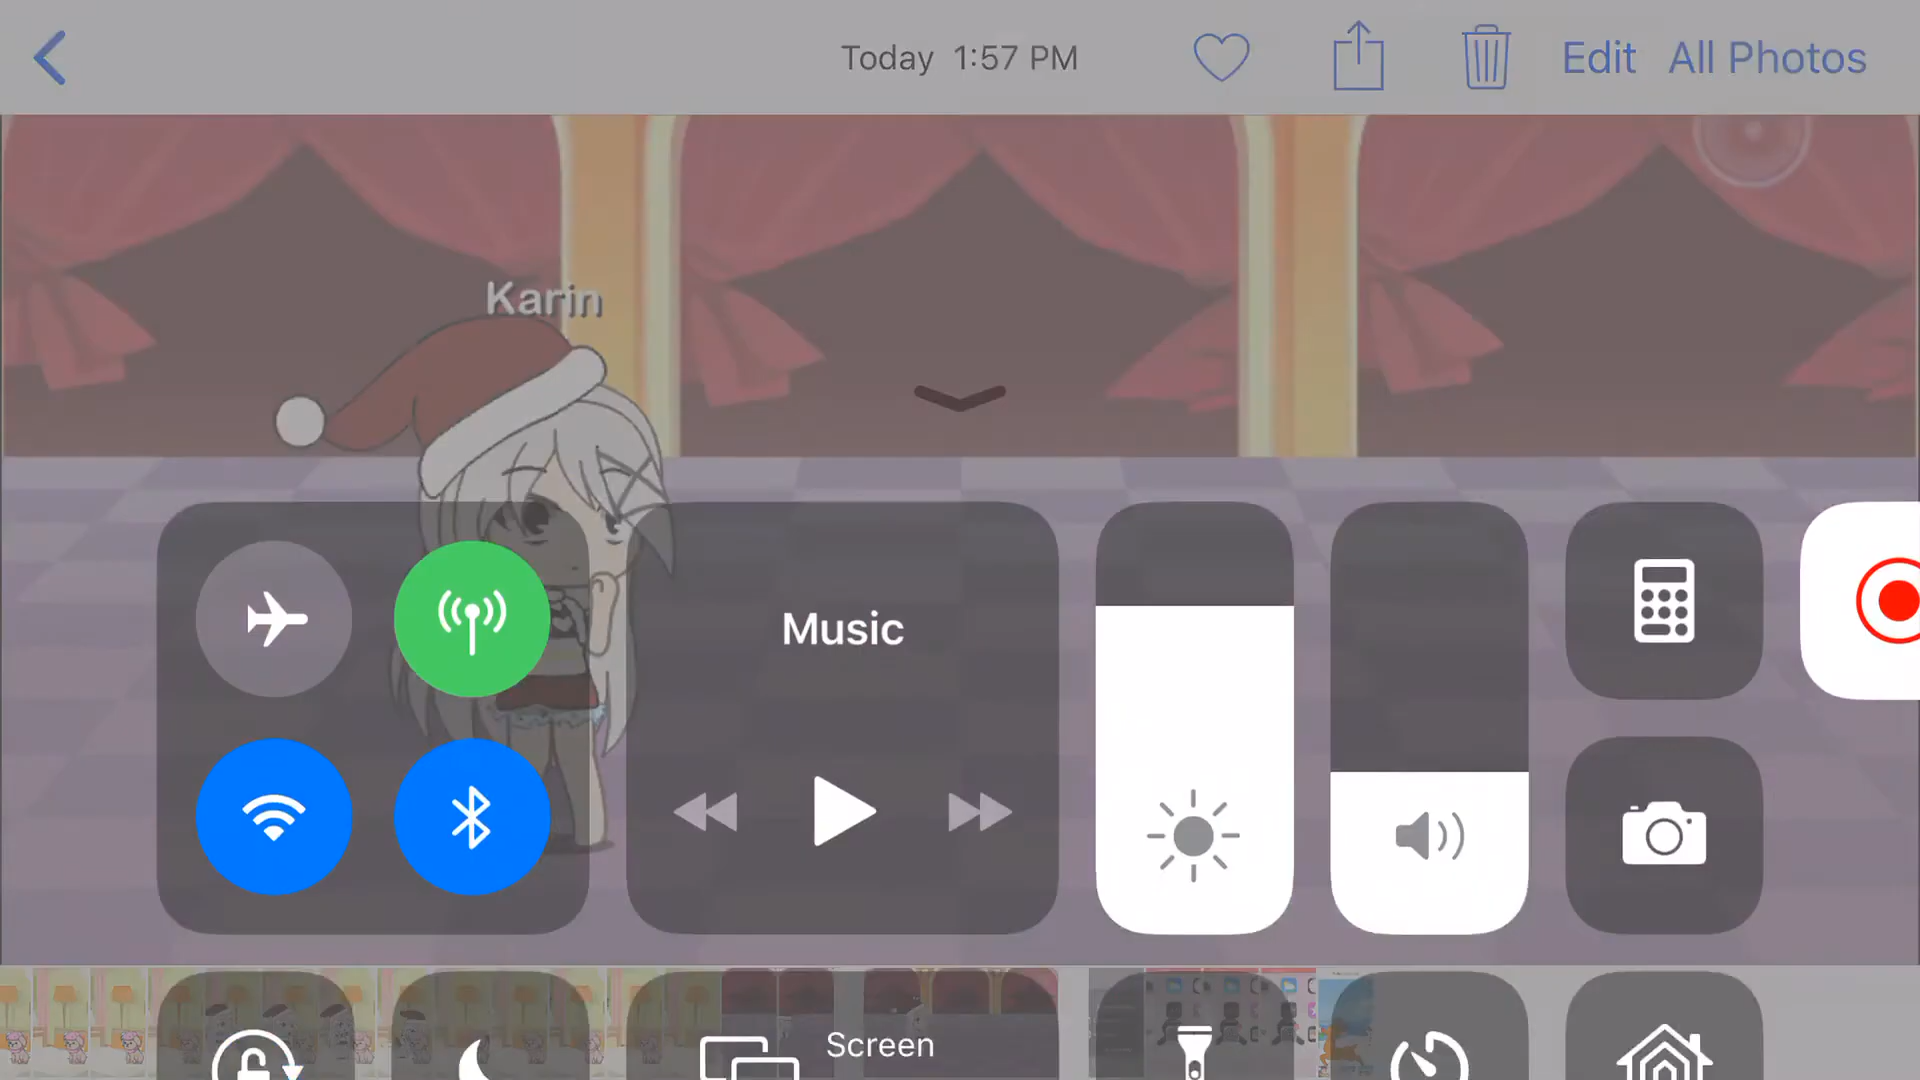 Today 1:57 PM
Edit
All Photos
Karin
Music
Screen